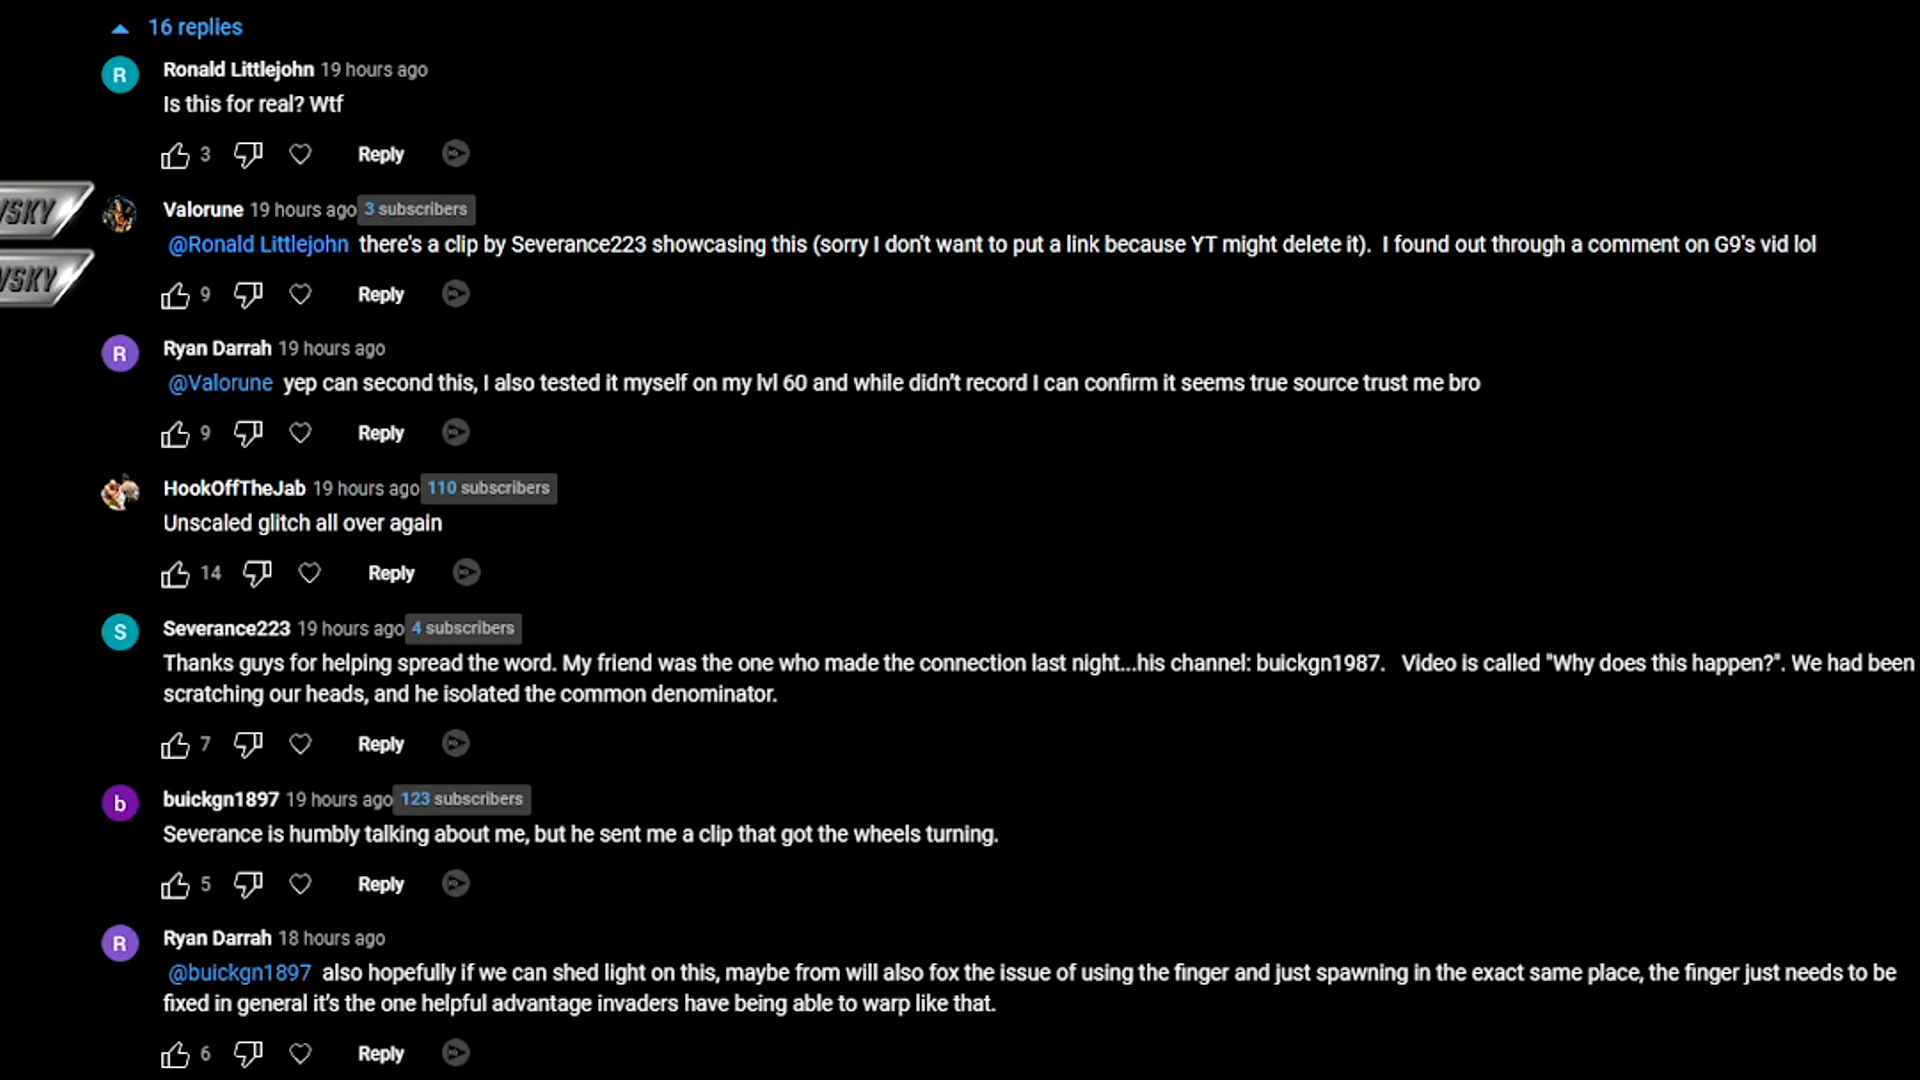 16 replies
R
Ronald Littlejohn 19 hours ago
Is this for real? Wtf
3 Reply
VSKY
Valorune 19 hours ago 3 subscribers
@Ronald Littlejohn there's a clip by Severance223 showcasing this (sorry I don't want to put a link because YT might delete it). I found out through a comment on G9's vid lol
VSKY
9 Reply
R
Ryan Darrah 19 hours ago
@Valorune yep can second this, I also tested it myself on my lvl 60 and while didn't record I can confirm it seems true source trust me bro
9 Reply
HookOffTheJab 19 hours ago 110 subscribers
Unscaled glitch all over again
14 Reply
S
Severance223 19 hours ago 4 subscribers
Thanks guys for helping spread the word. My friend was the one who made the connection last night...his channel: buickgn1987. Video is called "Why does this happen?". We had been
scratching our heads, and he isolated the common denominator.
7 Reply
b
buickgn1897 19 hours ago 123 subscribers
Severance is humbly talking about me, but he sent me a clip that got the wheels turning.
5 Reply
R
Ryan Darrah 18 hours ago
@buickgn1897 also hopefully if we can shed light on this, maybe from will also fox the issue of using the finger and just spawning in the exact same place, the finger just needs to be
fixed in general it's the one helpful advantage invaders have being able to warp like that.
6 Reply